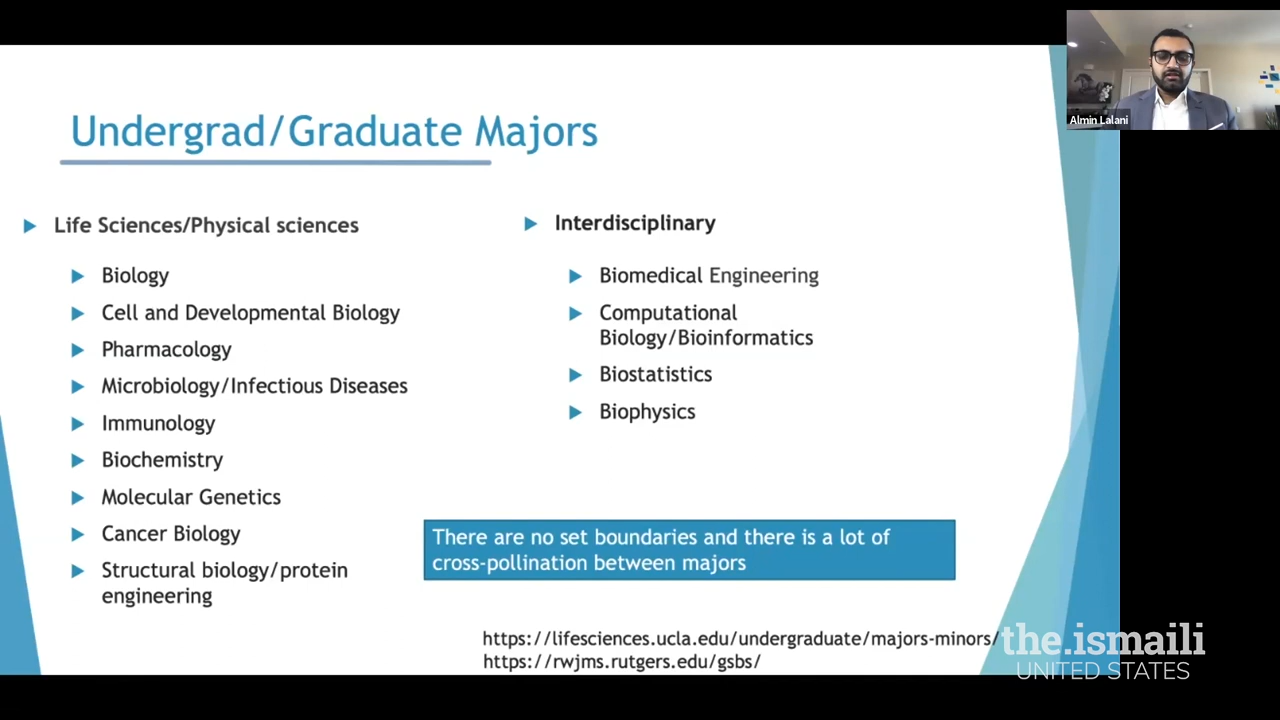 Undergrad/Graduate Majors
Life Sciences/Physical sciences
Biology
Cell and Developmental Biology
Pharmacology
Microbiology/Infectious Diseases
Immunology
Biochemistry
Molecular Genetics
Cancer Biology
Structural biology/protein
engineering
Interdisciplinary
Biomedical Engineering
Computational
Biology/Bioinformatics
Biostatistics
Biophysics
There are no set boundaries and there is a lot of
cross-pollination between majors
https://lifesciences.ucla.edu/undergraduate/majors-minors/
https://rwjms.rutgers.edu/gsbs/
Almin Lalani
the.ismaili
UNITED STATES